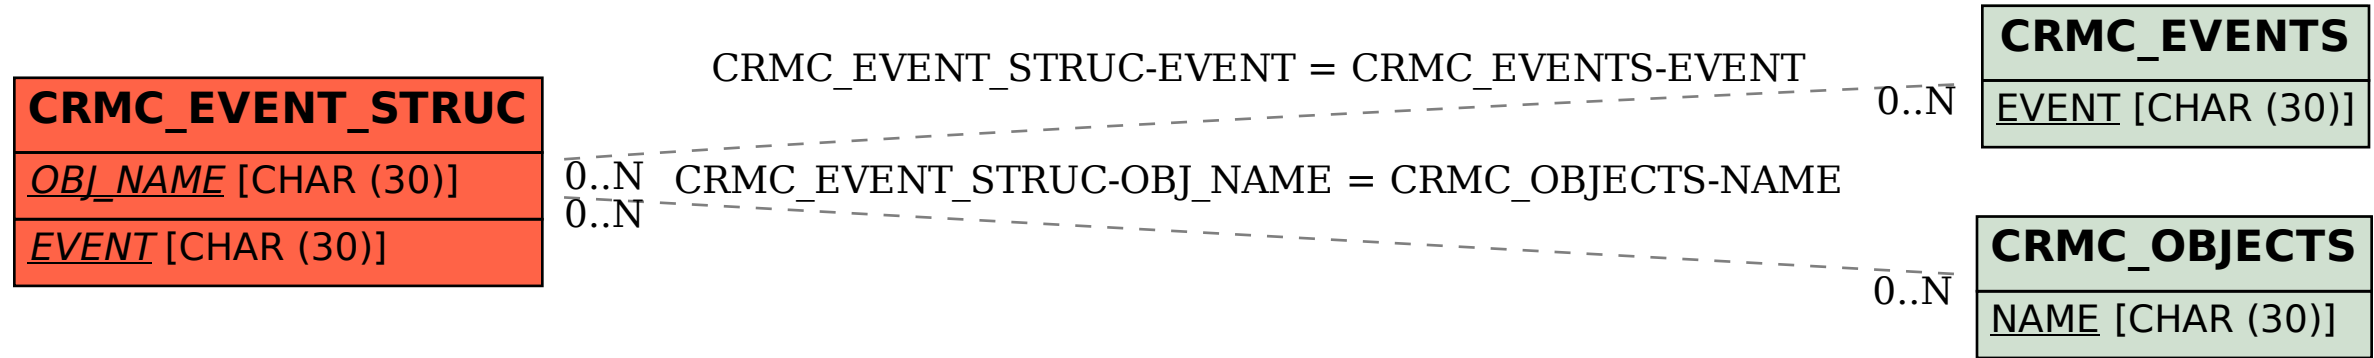 CRMC_EVENT_STRUC
OBJ_NAME [CHAR (30)]
EVENT [CHAR (30)]
CRMC_EVENT_STRUC-EVENT = CRMC_EVENTS-EVENT
0..N
0..N
CRMC_EVENT_STRUC-OBJ_NAME = CRMC_OBJECTS-NAME
0..N
0..N
CRMC_EVENTS
EVENT [CHAR (30)]
CRMC_OBJECTS
NAME [CHAR (30)]